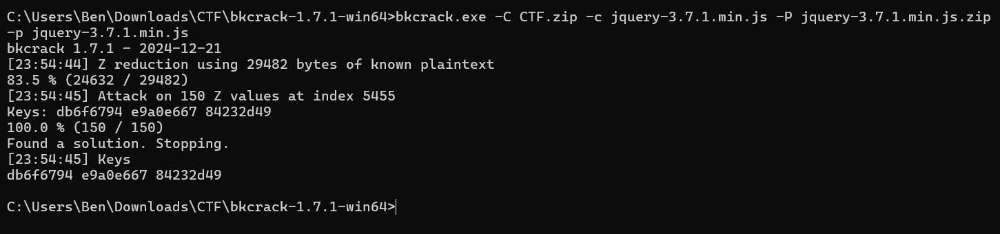 C:\Users\Ben\Downloads\CTF\bkcrack-1.7.1-win64>bkcrack.exe -C CTF.zip -c jquery-3.7.1.min.js -P jquery-3.7.1.min.js.zip
-p jquery-3.7.1.min.js
bkcrack 1.7.1 - 2024-12-21
[23:54:44] Z reduction using 29482 bytes of known plaintext
83.5 % (24632 / 29482)
[23:54:45] Attack on 150 Z values at index 5455
Keys: db6f6794 e9a0e667 84232d49
100.0 % (150 / 150)
Found a solution. Stopping.
[23:54:45] Keys
db6f6794 e9a0e667 84232d49
C:\Users\Ben\Downloads\CTF\bkcrack-1.7.1-win64>